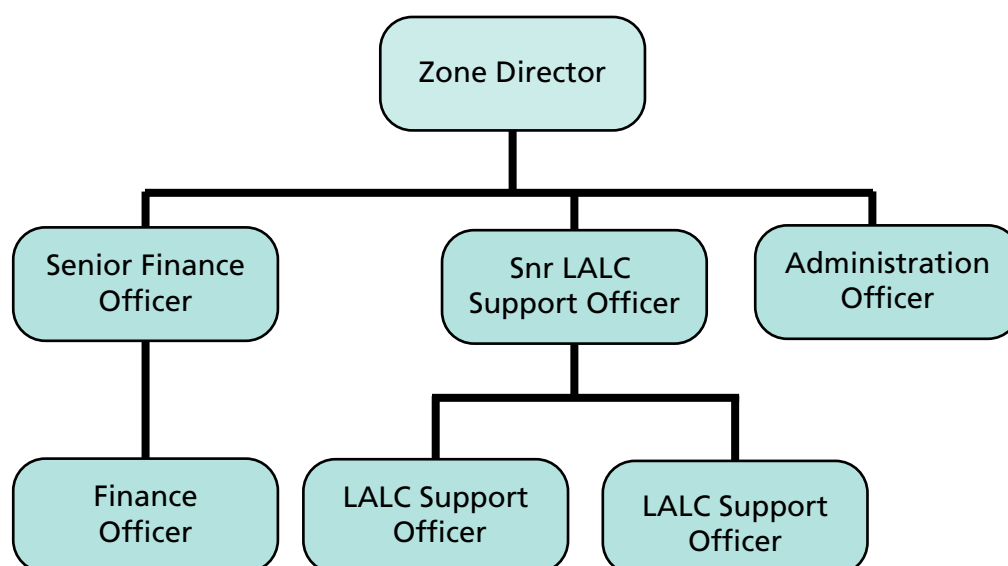 Zone Director
Senior Finance
Officer
Snr LALC
Support Officer
Administration
Officer
Finance
Officer
LALC Support
Officer
LALC Support
Officer